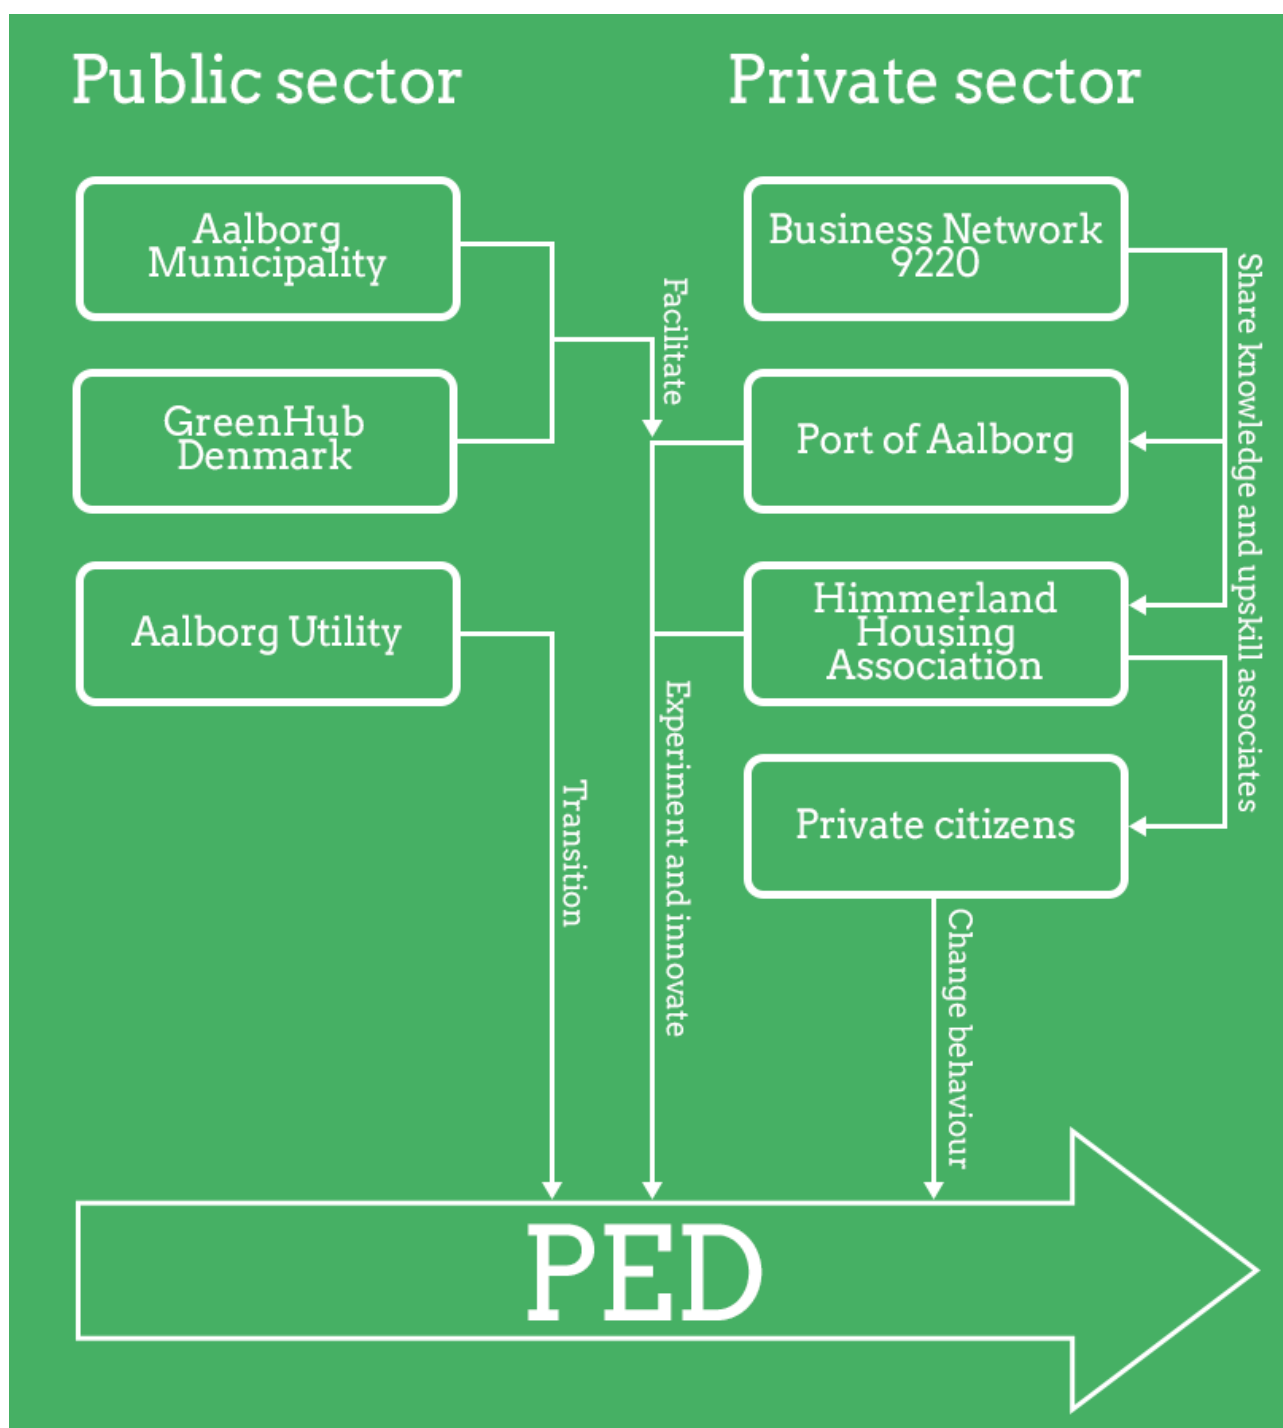 Public sector
Private sector
Aalborg
Municipality
GreenHub
Denmark
Aalborg Utility
Business Network
9220
Port of Aalborg
Himmerland
Housing
Association
Private citizens
Facilitate
Share knowledge and upskill associates
Experiment and innovate
Transition
Change behaviour
PED